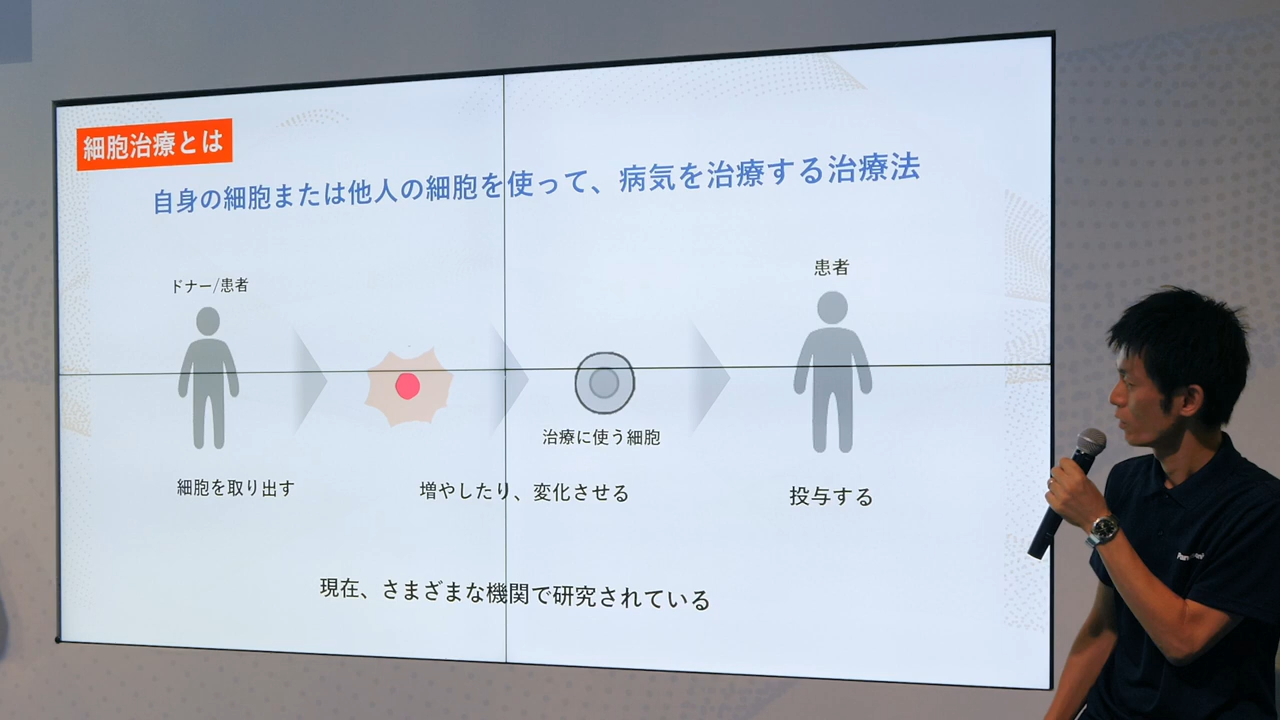 細胞治療とは
自身の細胞または他人の細胞を使って、病気を治療する治療法
ドナー/患者
患者
治療に使う細胞
細胞を取り出す
増やしたり、変化させる
投与する
現在、さまざまな機関で研究されている